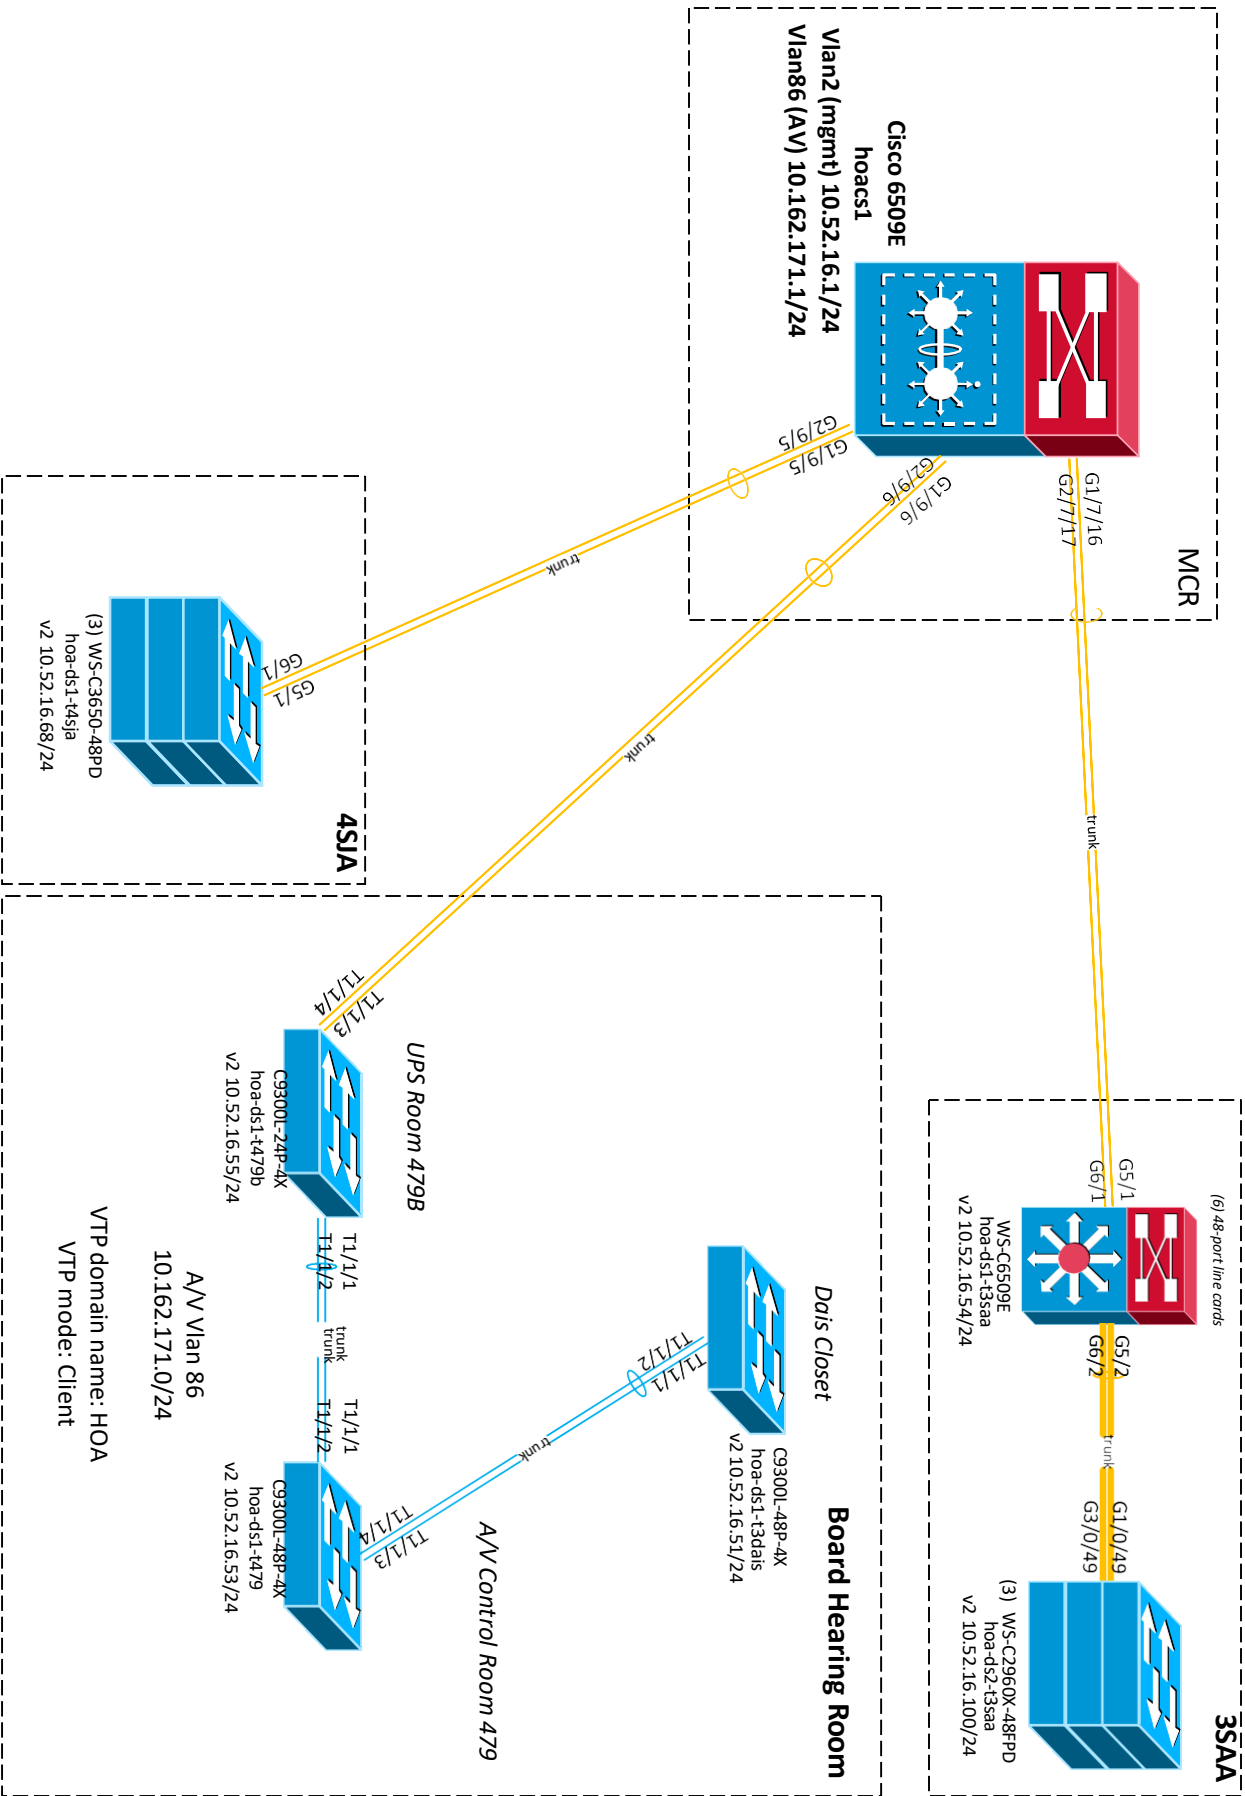 MCR
Cisco 6509E
hoacs1
Vlan2 (mgmt) 10.52.16.1/24
Vlan86 (AV) 10.162.171.1/24
G1/7/16
G2/7/17
G1/9/6
G2/9/6
G1/9/5
G2/9/5
trunk
trunk
trunk
3SAA
(6) 48-port line cards
G5/1
G6/1
WS-C6509E
hoa-ds1-t3saa
v2 10.52.16.54/24
G5/2
G6/2
trunk
G1/0/49
G3/0/49
(3) WS-C2960X-48FPD
hoa-ds2-t3saa
v2 10.52.16.100/24
4SJA
G6/1
G5/1
(3) WS-C3650-48PD
hoa-ds1-t4sja
v2 10.52.16.68/24
Board Hearing Room
Dais Closet
C9300L-48P-4X
hoa-ds1-t3dais
v2 10.52.16.51/24
T1/1/1
T1/1/2
trunk
UPS Room 479B
T1/1/3
T1/1/4
C9300L-24P-4X
hoa-ds1-t479b
v2 10.52.16.55/24
T1/1/1
T1/1/2
trunk
trunk
T1/1/1
T1/1/2
A/V Control Room 479
T1/1/4
T1/1/3
C9300L-48P-4X
hoa-ds1-t479
v2 10.52.16.53/24
A/V Vlan 86
10.162.171.0/24
VTP domain name: HOA
VTP mode: Client